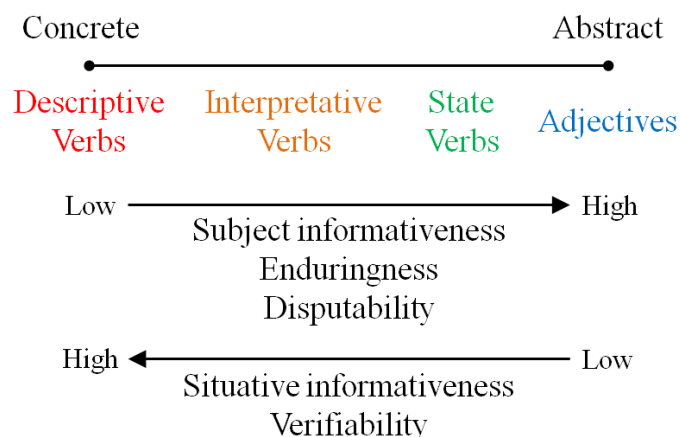 Concrete Abstract
Descriptive Verbs Interpretative Verbs State Verbs Adjectives
Low High
Subject informativeness
Enduringness
Disputability
High Low
Situative informativeness
Verifiability